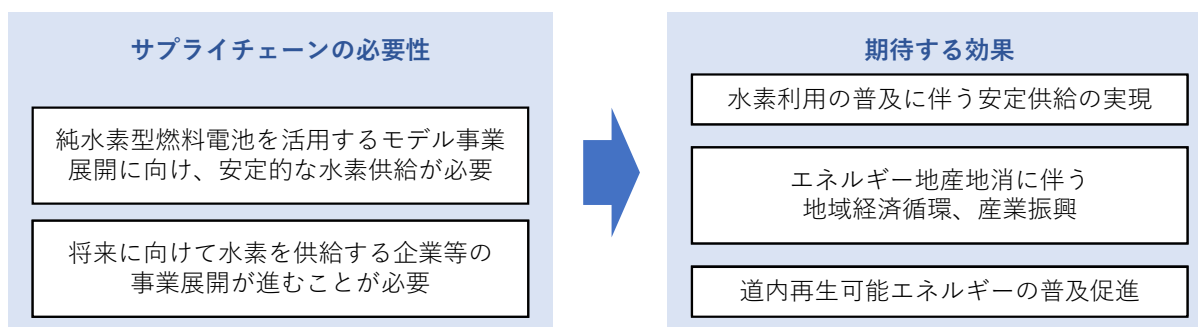 サプライチェーンの必要性
純水素型燃料電池を活用するモデル事業
展開に向け、安定的な水素供給が必要
将来に向けて水素を供給する企業等の
事業展開が進むことが必要
期待する効果
水素利用の普及に伴う安定供給の実現
エネルギー地産地消に伴う
地域経済循環、産業振興
道内再生可能エネルギーの普及促進